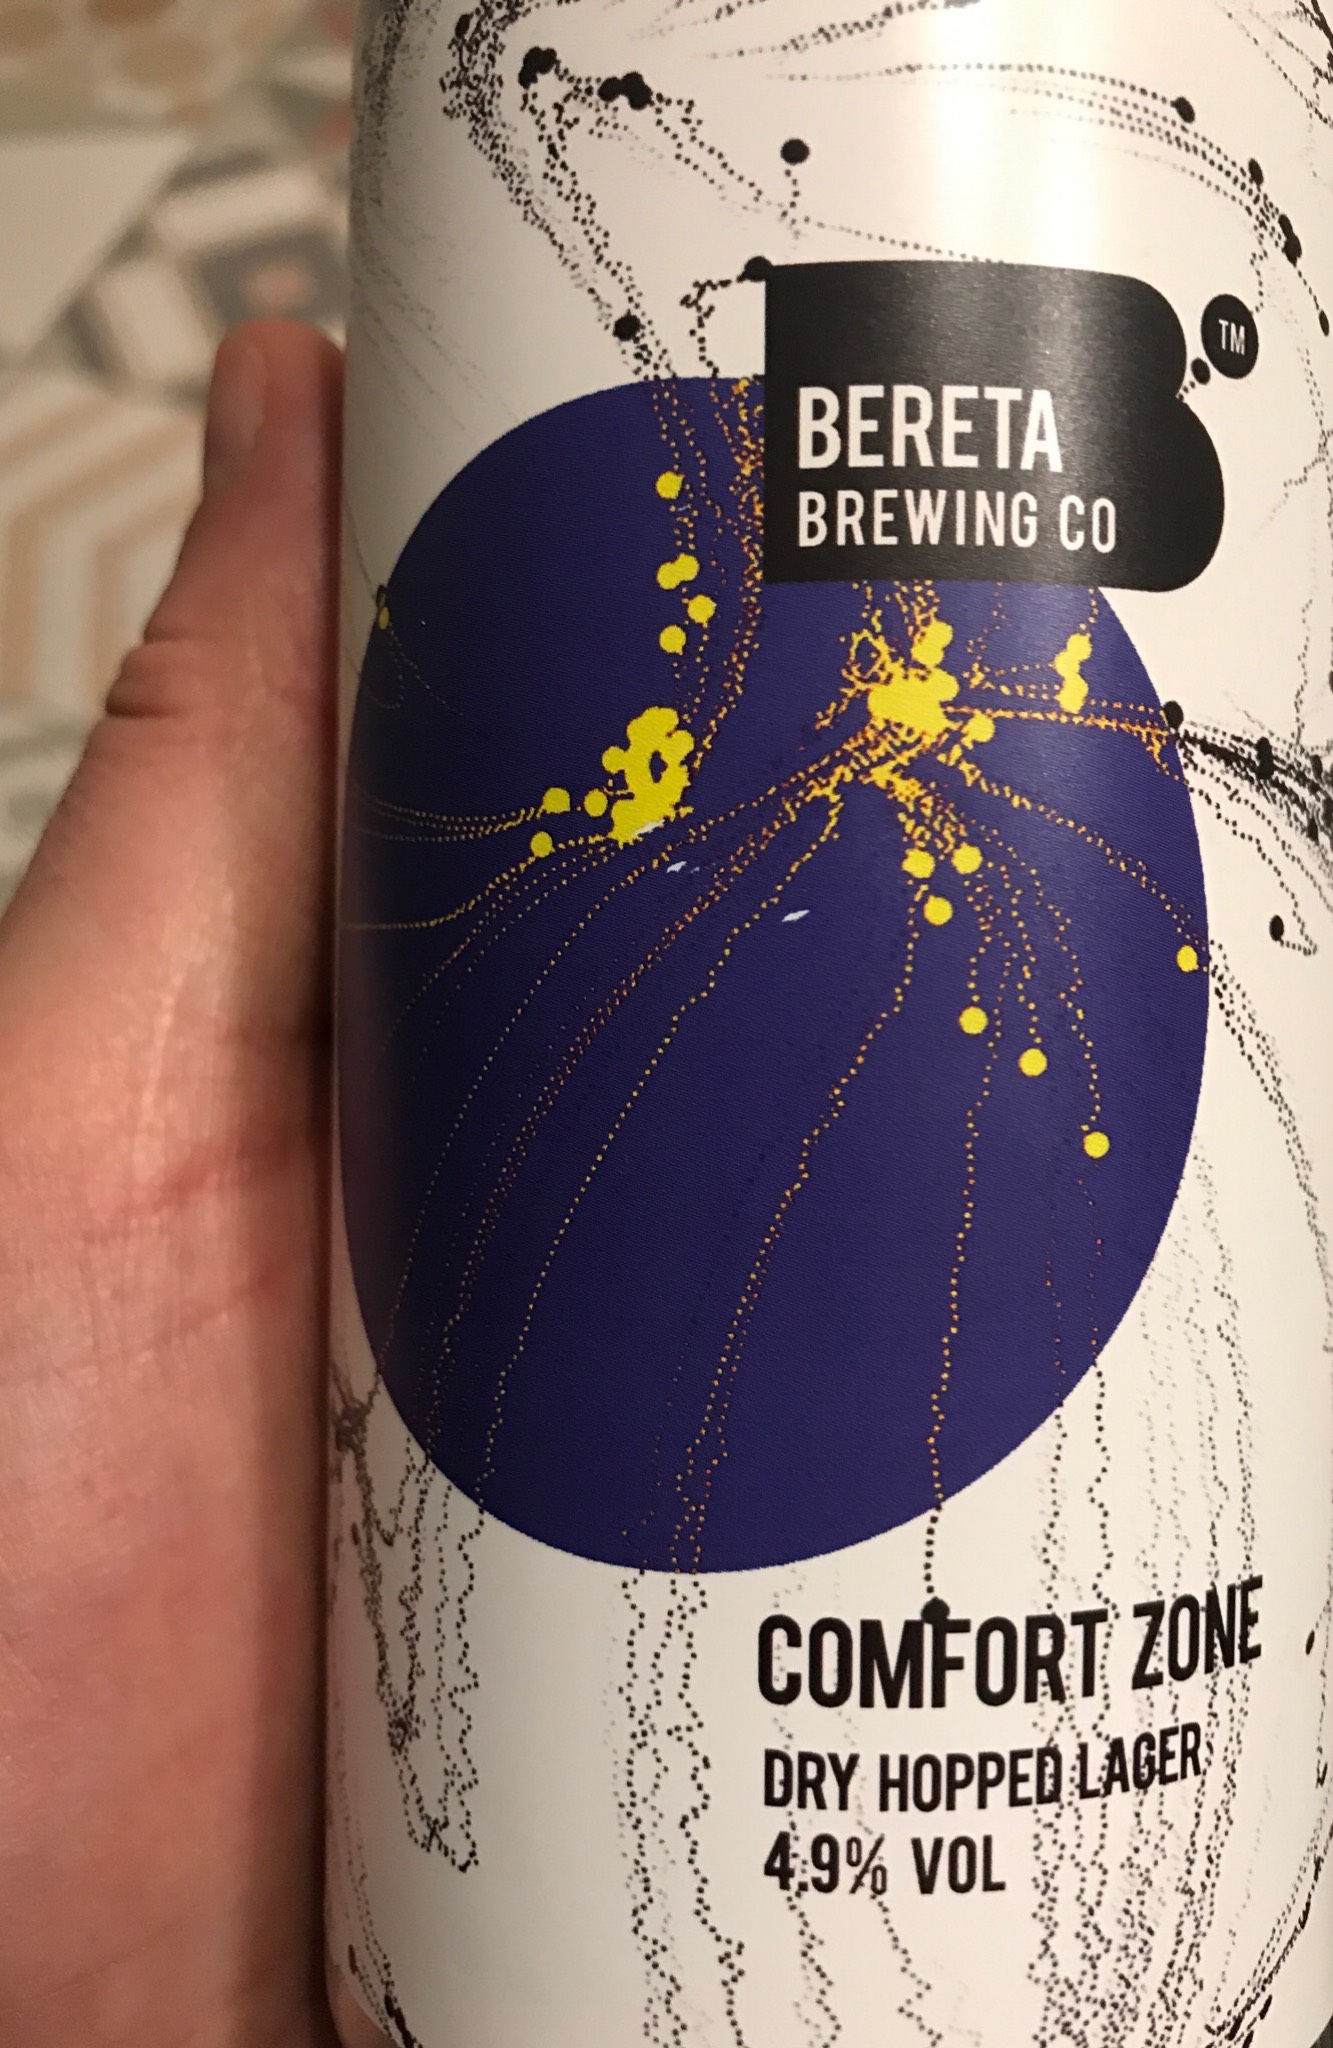 TM
BERETA
BREWING CO
COMFORT ZONE
DRY HOPPED LAGER
4.9% VOL